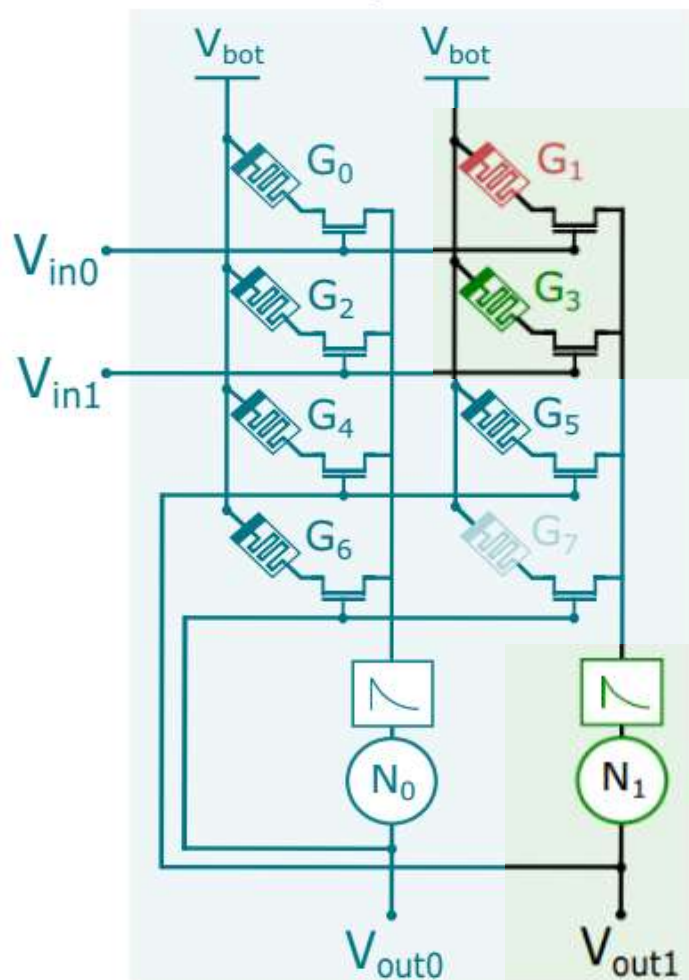 V_bot V_bot
G_0 G_1
V_in0
G_2 G_3
V_in1
G_4 G_5
G_6 G_7
N_0 N_1
V_out0 V_out1